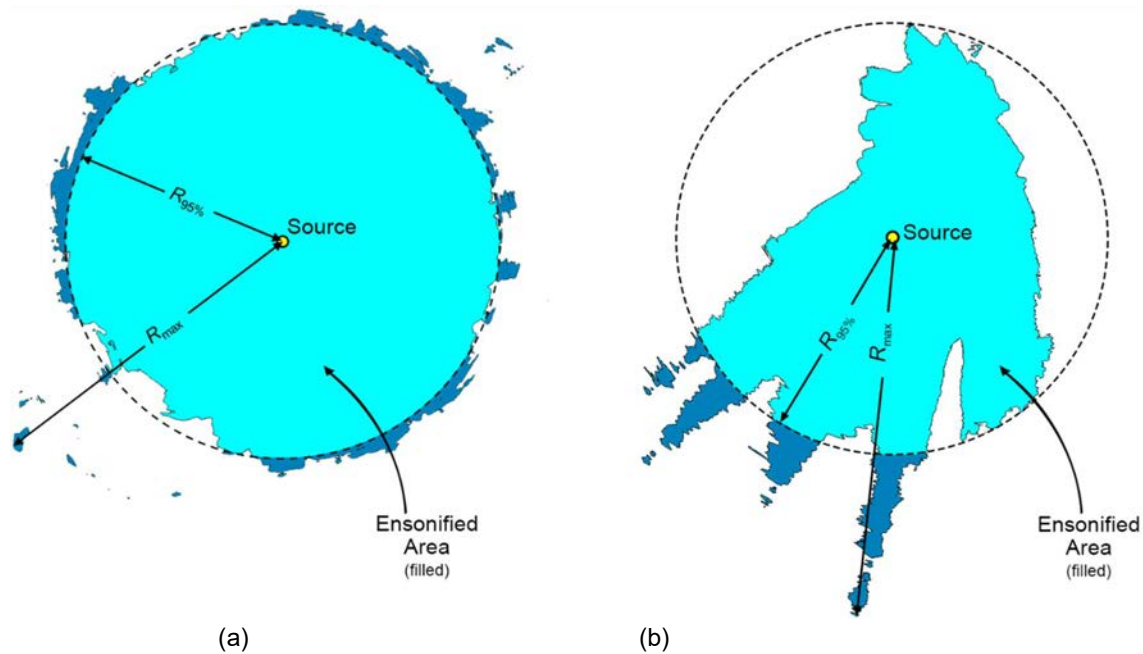 R95%
Source
Rmax
Ensonified
Area
(filled)
(a)
Source
R95%
Rmax
Ensonified
Area
(filled)
(b)